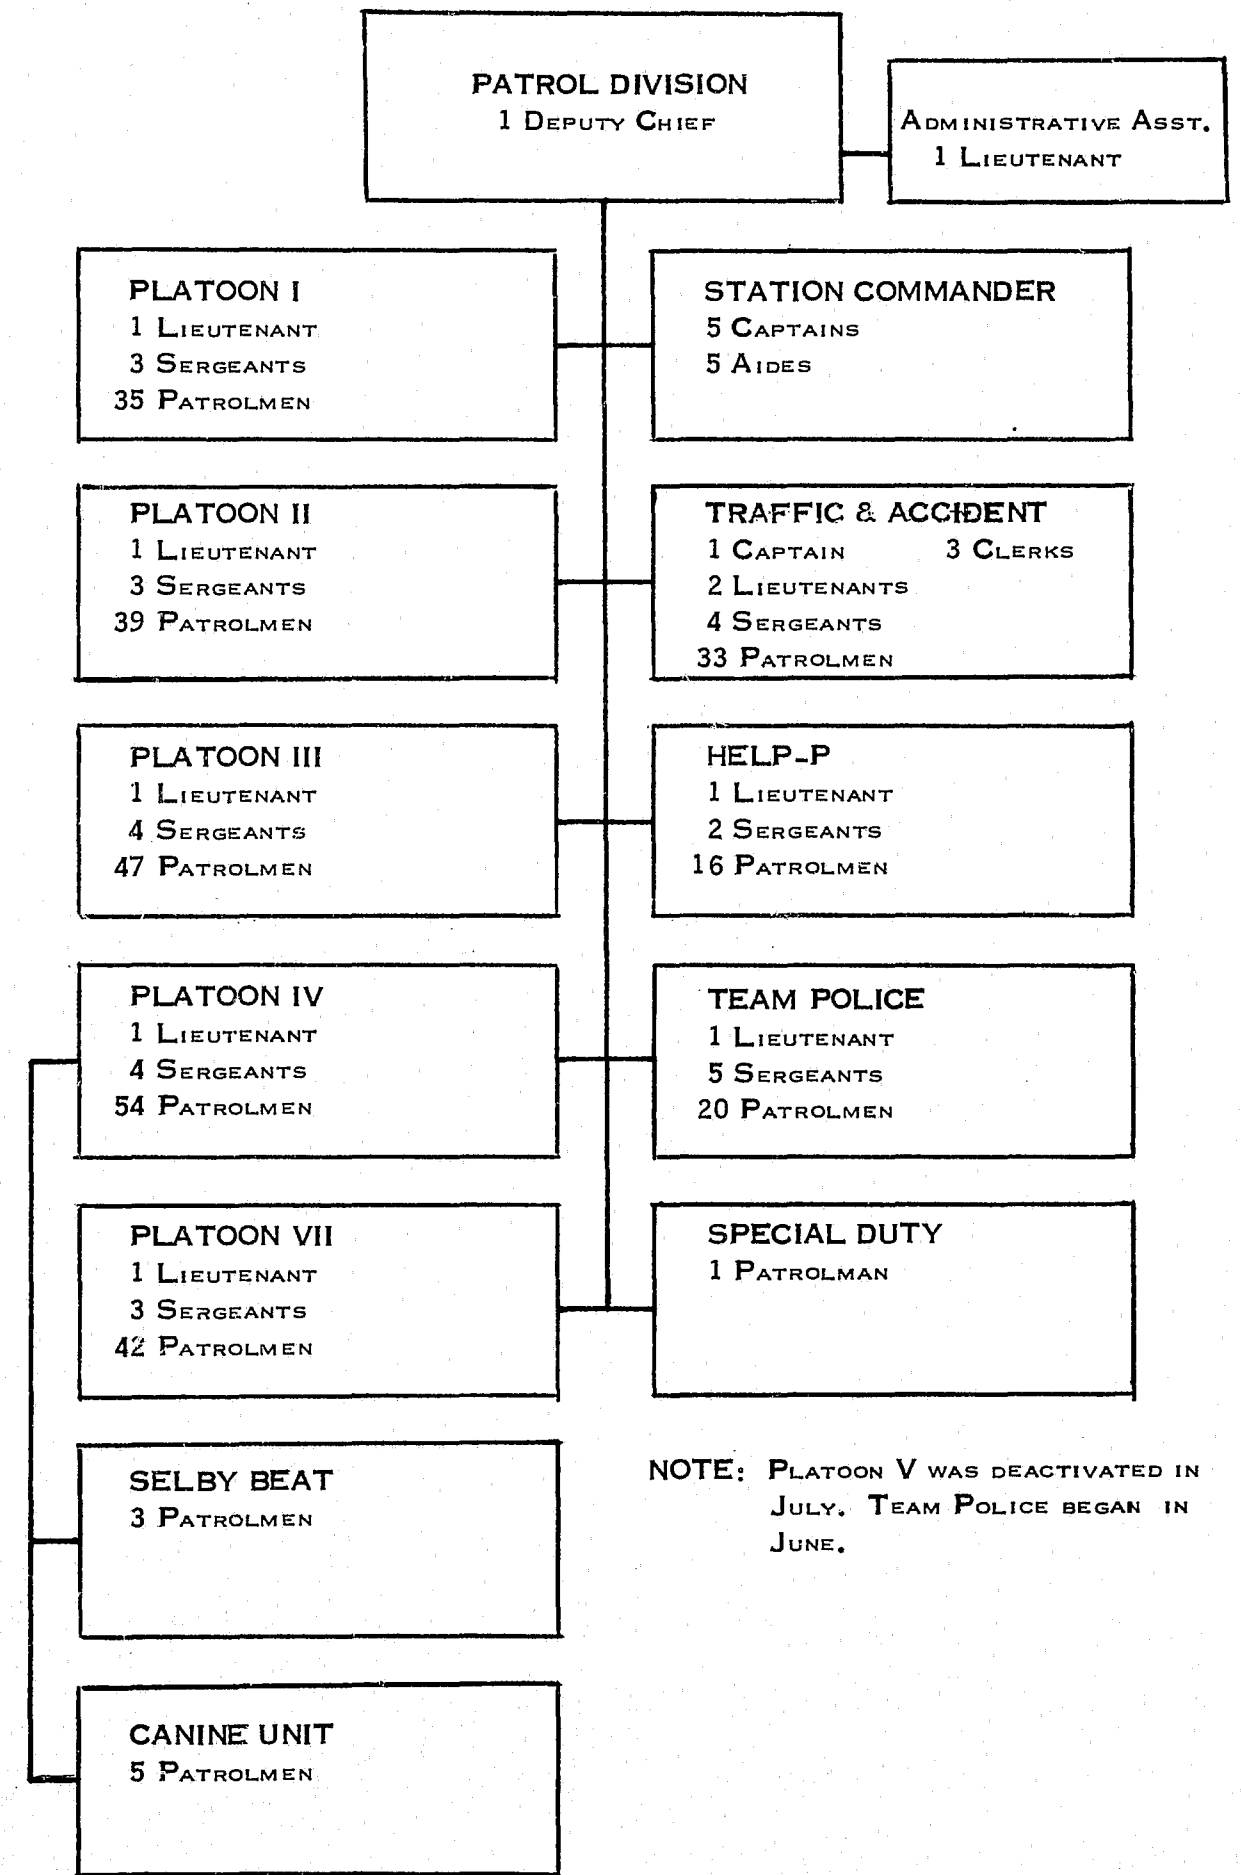 PATROL DIVISION
1 DEPUTY CHIEF
ADMINISTRATIVE ASST.
1 LIEUTENANT
PLATOON I
1 LIEUTENANT
3 SERGEANTS
35 PATROLMEN
STATION COMMANDER
5 CAPTAINS
5 AIDES
PLATOON II
1 LIEUTENANT
3 SERGEANTS
39 PATROLMEN
TRAFFIC & ACCIDENT
1 CAPTAIN 3 CLERKS
2 LIEUTENANTS
4 SERGEANTS
33 PATROLMEN
PLATOON III
1 LIEUTENANT
4 SERGEANTS
47 PATROLMEN
HELP-P
1 LIEUTENANT
2 SERGEANTS
16 PATROLMEN
PLATOON IV
1 LIEUTENANT
4 SERGEANTS
54 PATROLMEN
TEAM POLICE
1 LIEUTENANT
5 SERGEANTS
20 PATROLMEN
PLATOON VII
1 LIEUTENANT
3 SERGEANTS
42 PATROLMEN
SPECIAL DUTY
1 PATROLMAN
SELBY BEAT
3 PATROLMEN
NOTE: PLATOON V WAS DEACTIVATED IN
JULY. TEAM POLICE BEGAN IN
JUNE.
CANINE UNIT
5 PATROLMEN